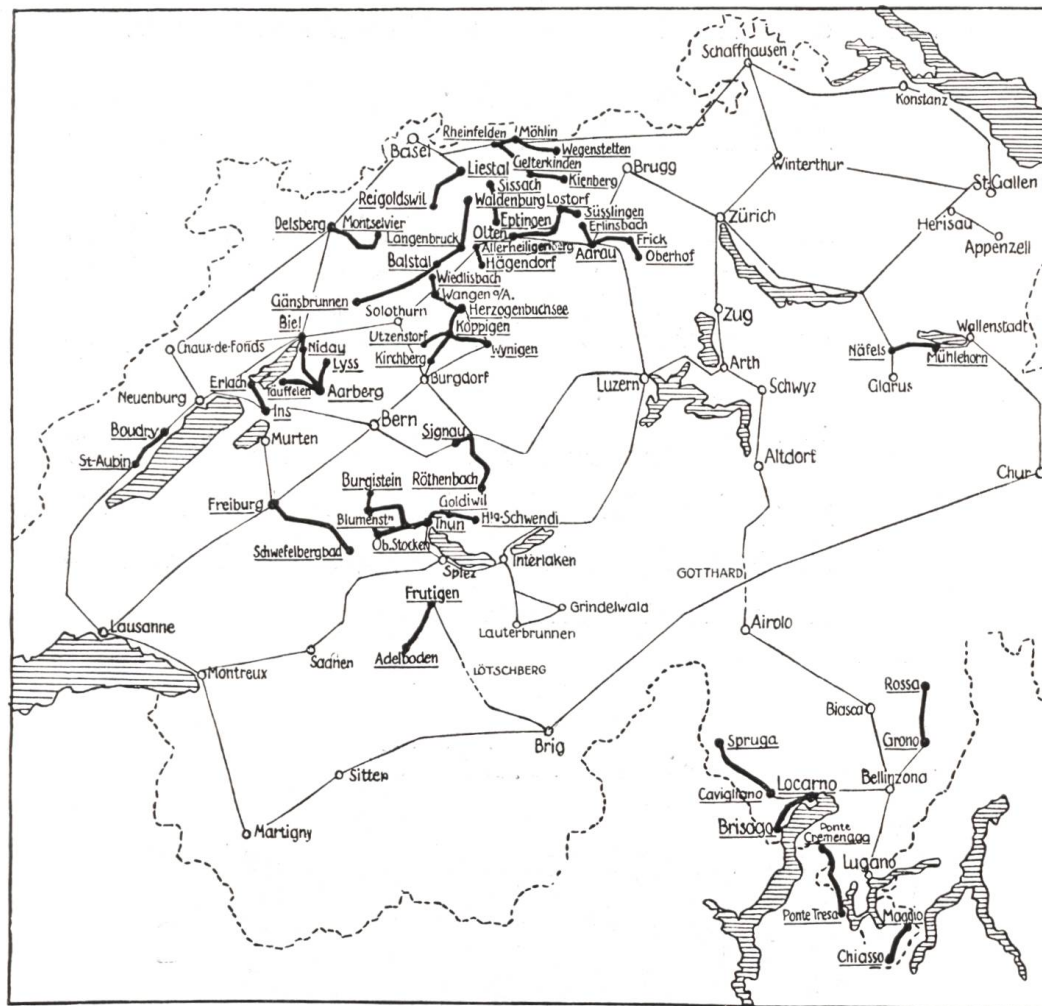 Schaffhausen
Konstanz
Rheinfelden
Möhlin
Basel
Wegenstetten
Winterthur
Gelterkinden
Brugg
Liestal
Kienberg
Sissach
St. Gallen
Reigoldswil
Waldenburg
Lostorf
Süsslingen
Zürich
Herisau
Delsberg
Montselvier
Eptingen
Erlinsbach
Olten
Frick
Appenzell
Langenbruck
Allerheiligenberg
Aarau
Oberhof
Balstal
Hägendorf
Wiedlisbach
Gänsbrunnen
Wangen o/A.
Herzogenbuchsee
Solothurn
Zug
Biel
Köppigen
Wallenstadt
Utzenstorf
Chaux-de-Fonds
Nidau
Wynigen
Näfels
Mühlehorn
Lyss
Kirchberg
Arth
Erlach
Täuffelen
Aarberg
Burgdorf
Luzern
Glarus
Schwyz
Neuenburg
Ins
Bern
Boudry
Murten
Signau
Altdorf
St-Aubin
Chur
Burgistein
Röthenbach
Freiburg
Goldiwil
Blumenst'n
Thun
Hlg-Schwendi
Ob.Stocken
Schwefelbergbad
Spiez
Interlaken
GOTTHARD
Frutigen
Grindelwald
Lausanne
Lauterbrunnen
Airolo
Saanen
Adelboden
Montreux
LÖTSCHBERG
Rossa
Biasca
Brig
Spruga
Grono
Sitten
Bellinzona
Cavigliano
Locarno
Martigny
Brisago
Ponte
Cremenaga
Lugano
Ponte Tresa
Maggio
Chiasso